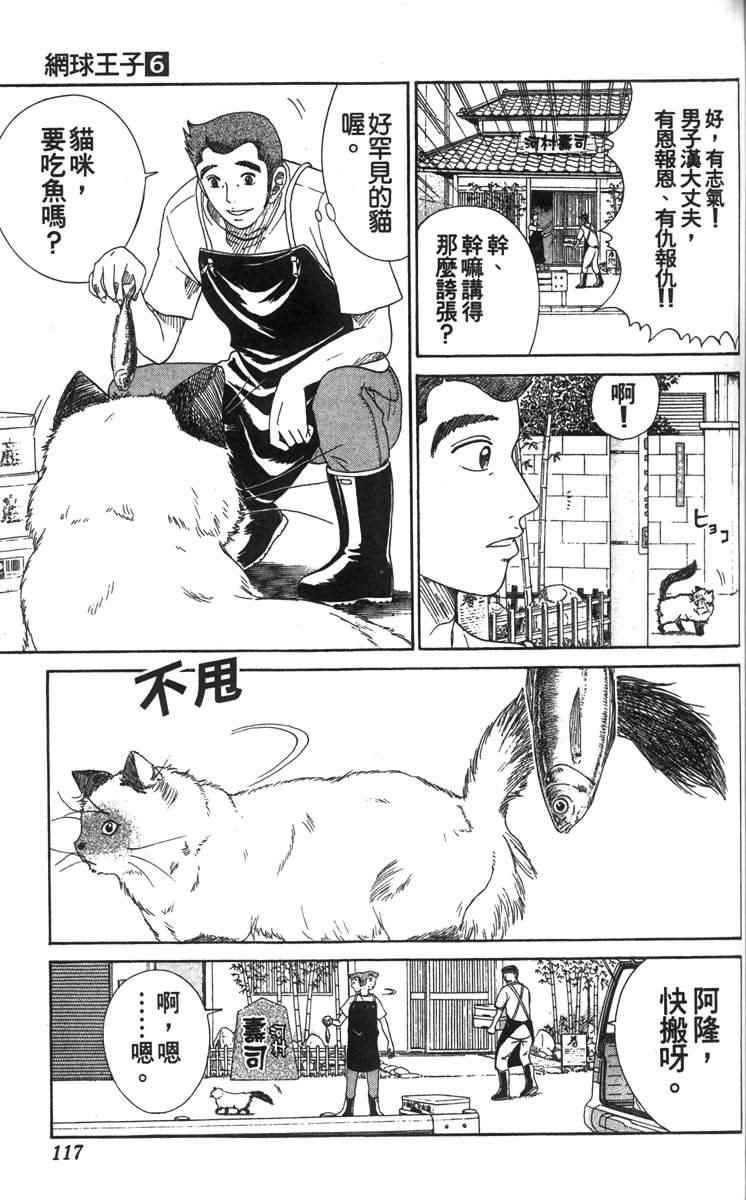 網球王子6
好，有志氣！
男子漢大丈夫，
有恩報恩、有仇報仇!!
河村壽司
幹、
幹嘛講得
那麼誇張？
好罕見的貓
喔。
貓咪，
要吃魚嗎？
啊！
ヒョコ
不甩
阿隆，
快搬呀。
河村
壽司
啊，嗯
……嗯。
117